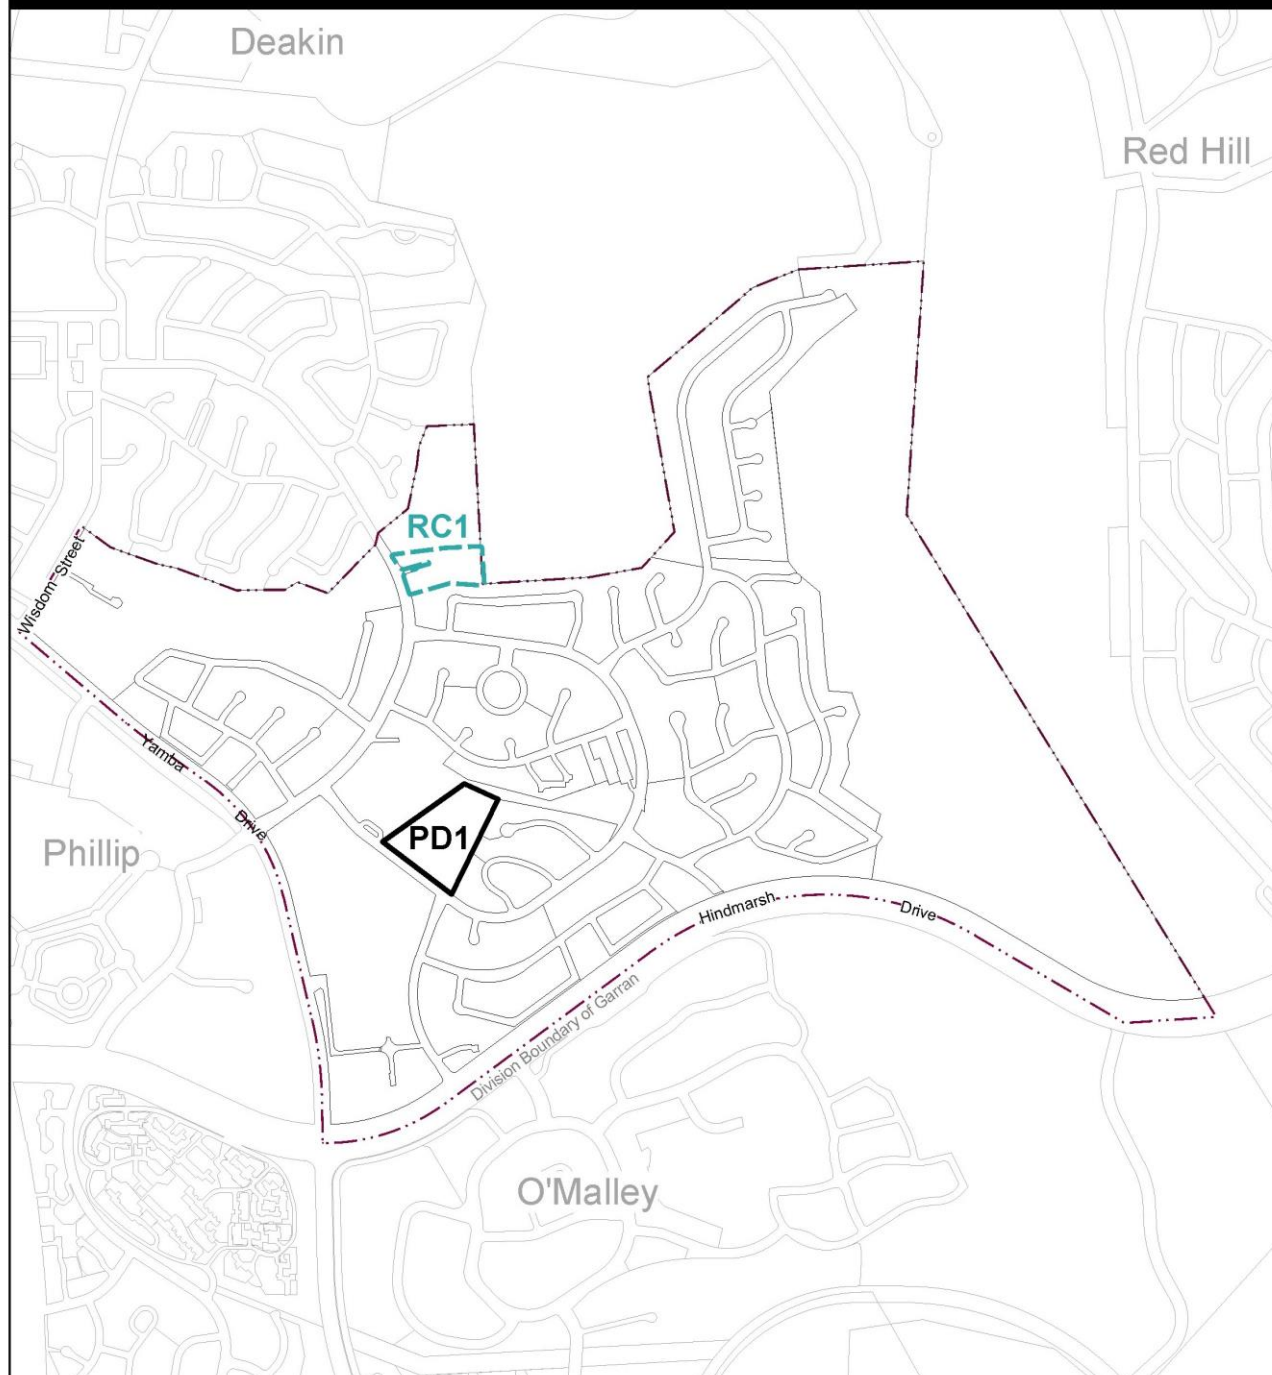 Deakin
Red Hill
RC1
Wisdom Street
Yamba
Drive
PD1
Phillip
Hindmarsh
Drive
Division Boundary of Garran
O'Malley